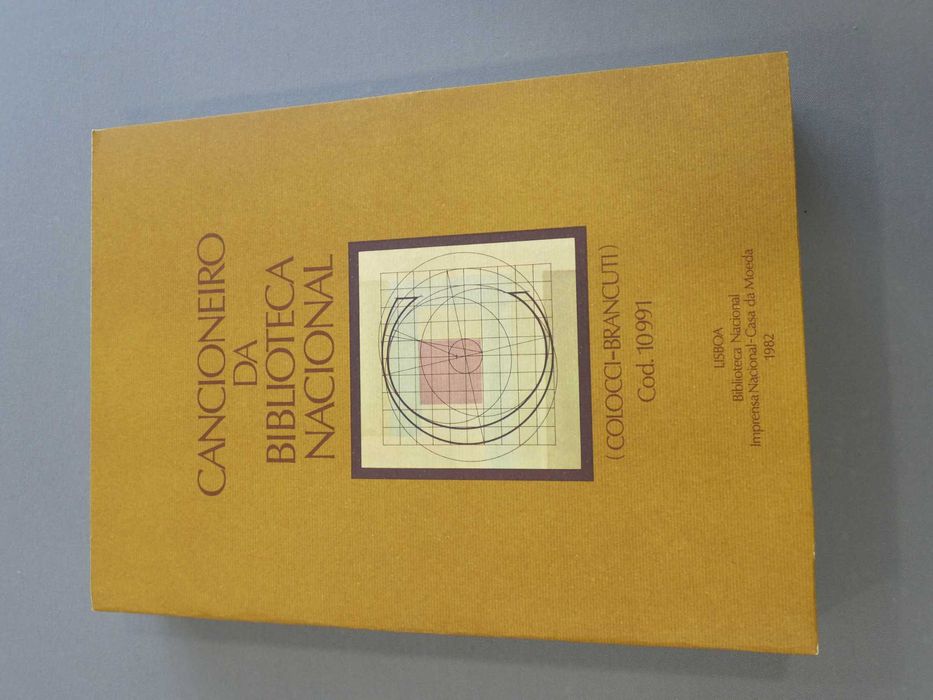 CANCIONEIRO
DA
BIBLIOTECA
NACIONAL
(COLOCCI-BRANCUTI)
Cod. 10991
LISBOA
Biblioteca Nacional
Imprensa Nacional-Casa da Moeda
1982